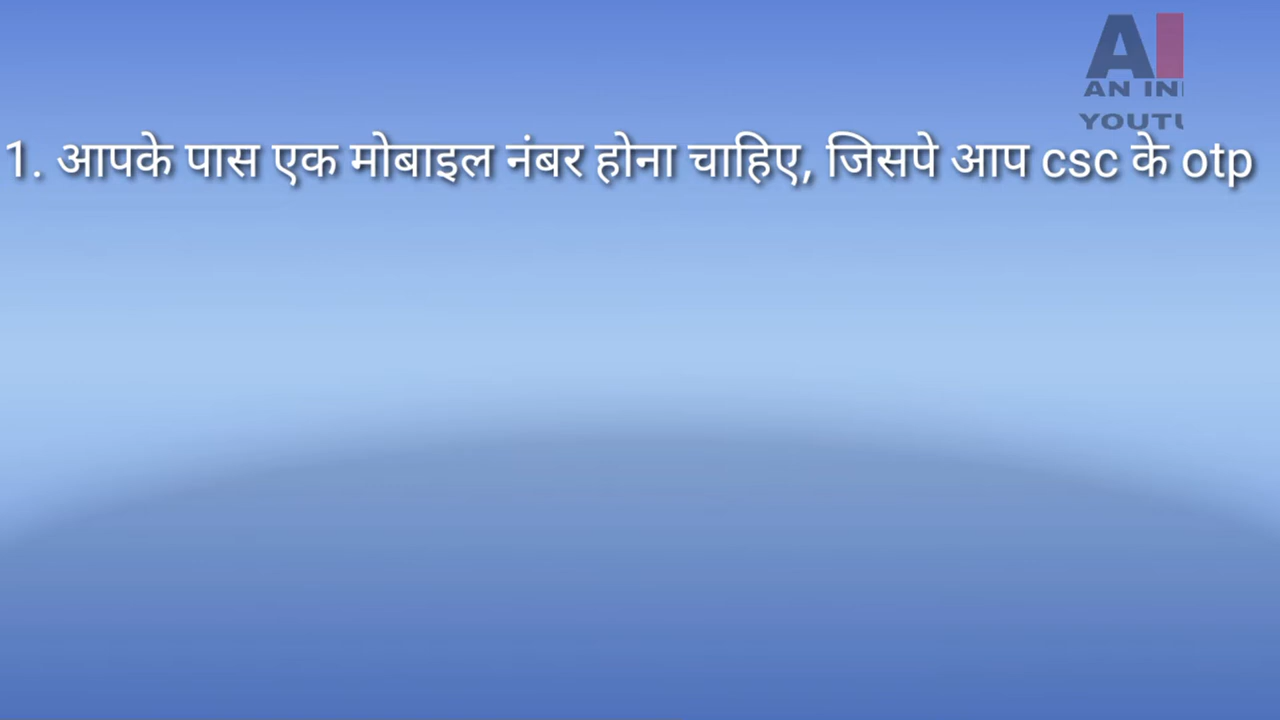 AI
AN IN
YOUTU
1. आपके पास एक मोबाइल नंबर होना चाहिए, जिसपे आप csc के otp